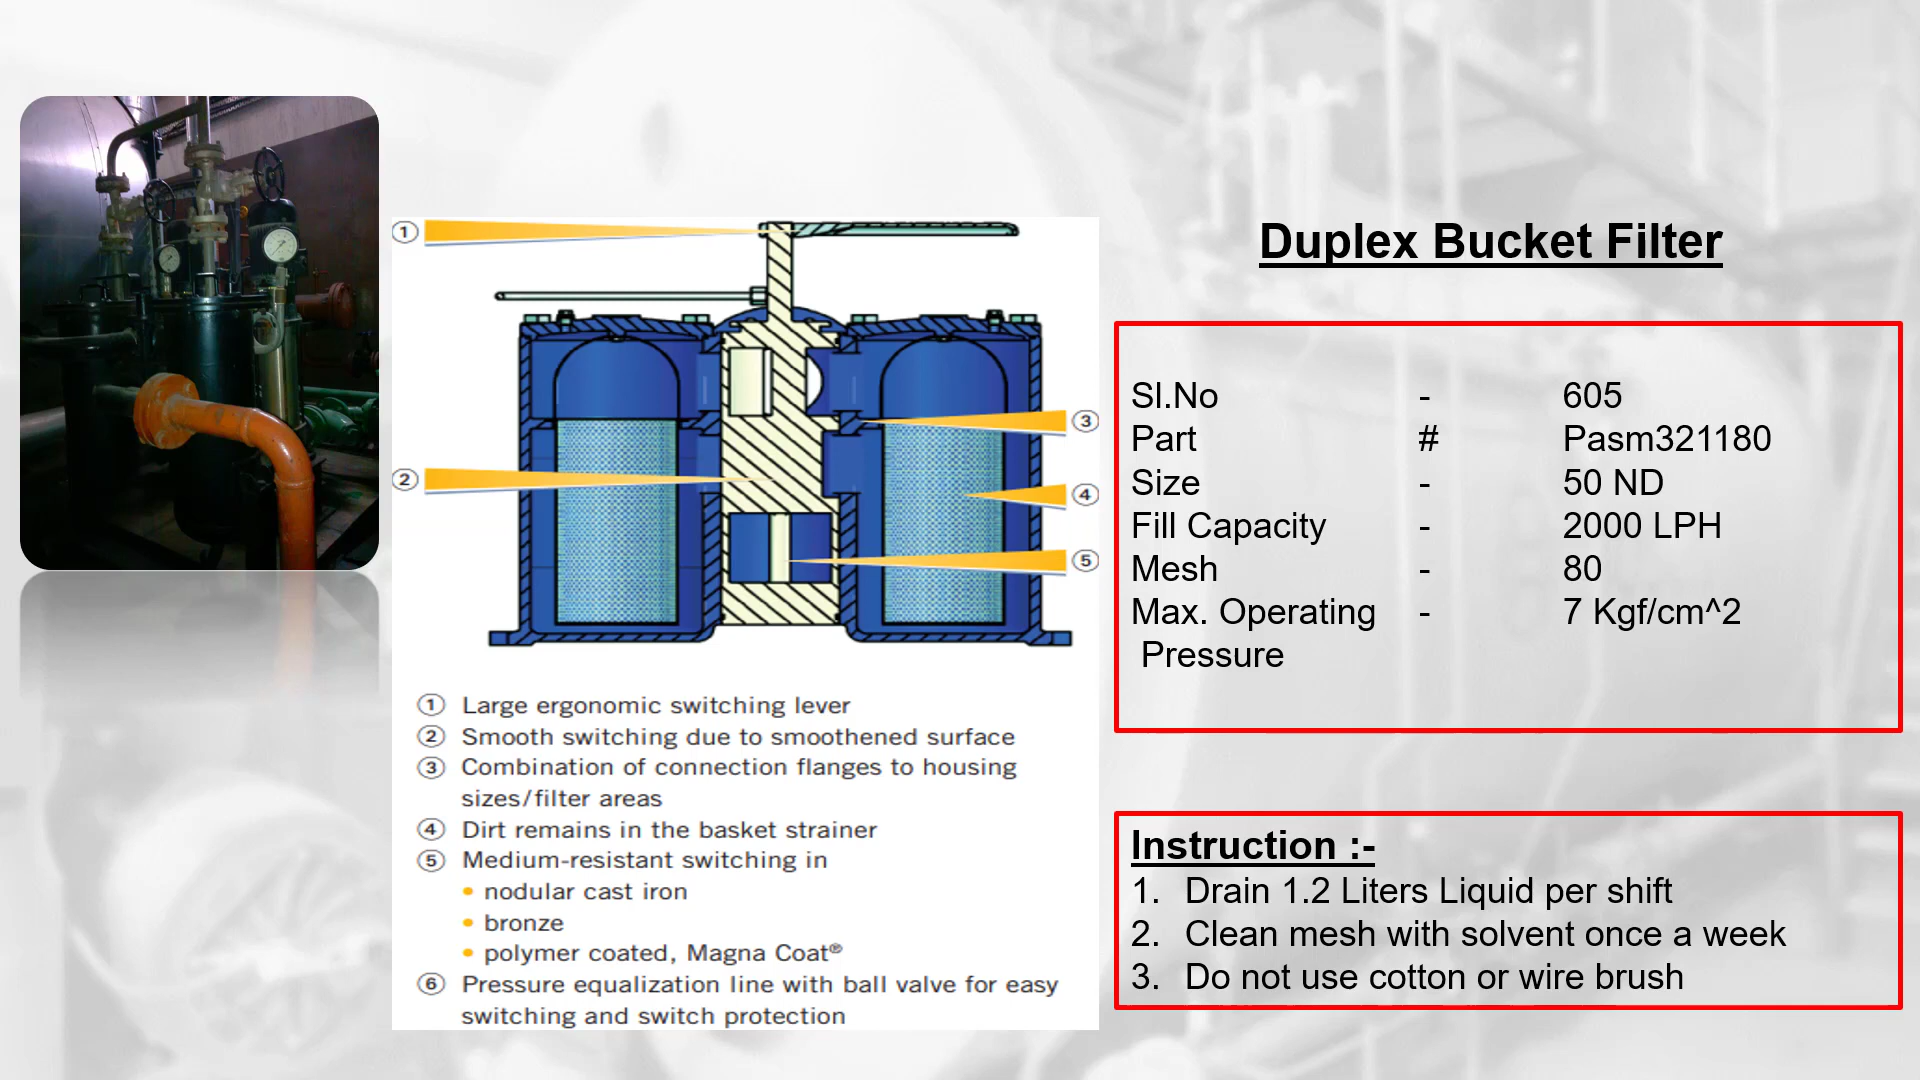 ①
②
③
④
⑤
① Large ergonomic switching lever
② Smooth switching due to smoothened surface
③ Combination of connection flanges to housing
sizes/filter areas
④ Dirt remains in the basket strainer
⑤ Medium-resistant switching in
• nodular cast iron
• bronze
• polymer coated, Magna Coat®
⑥ Pressure equalization line with ball valve for easy
switching and switch protection
Duplex Bucket Filter
Sl.No - 605
Part # Pasm321180
Size - 50 ND
Fill Capacity - 2000 LPH
Mesh - 80
Max. Operating - 7 Kgf/cm^2
Pressure
Instruction :-
1. Drain 1.2 Liters Liquid per shift
2. Clean mesh with solvent once a week
3. Do not use cotton or wire brush